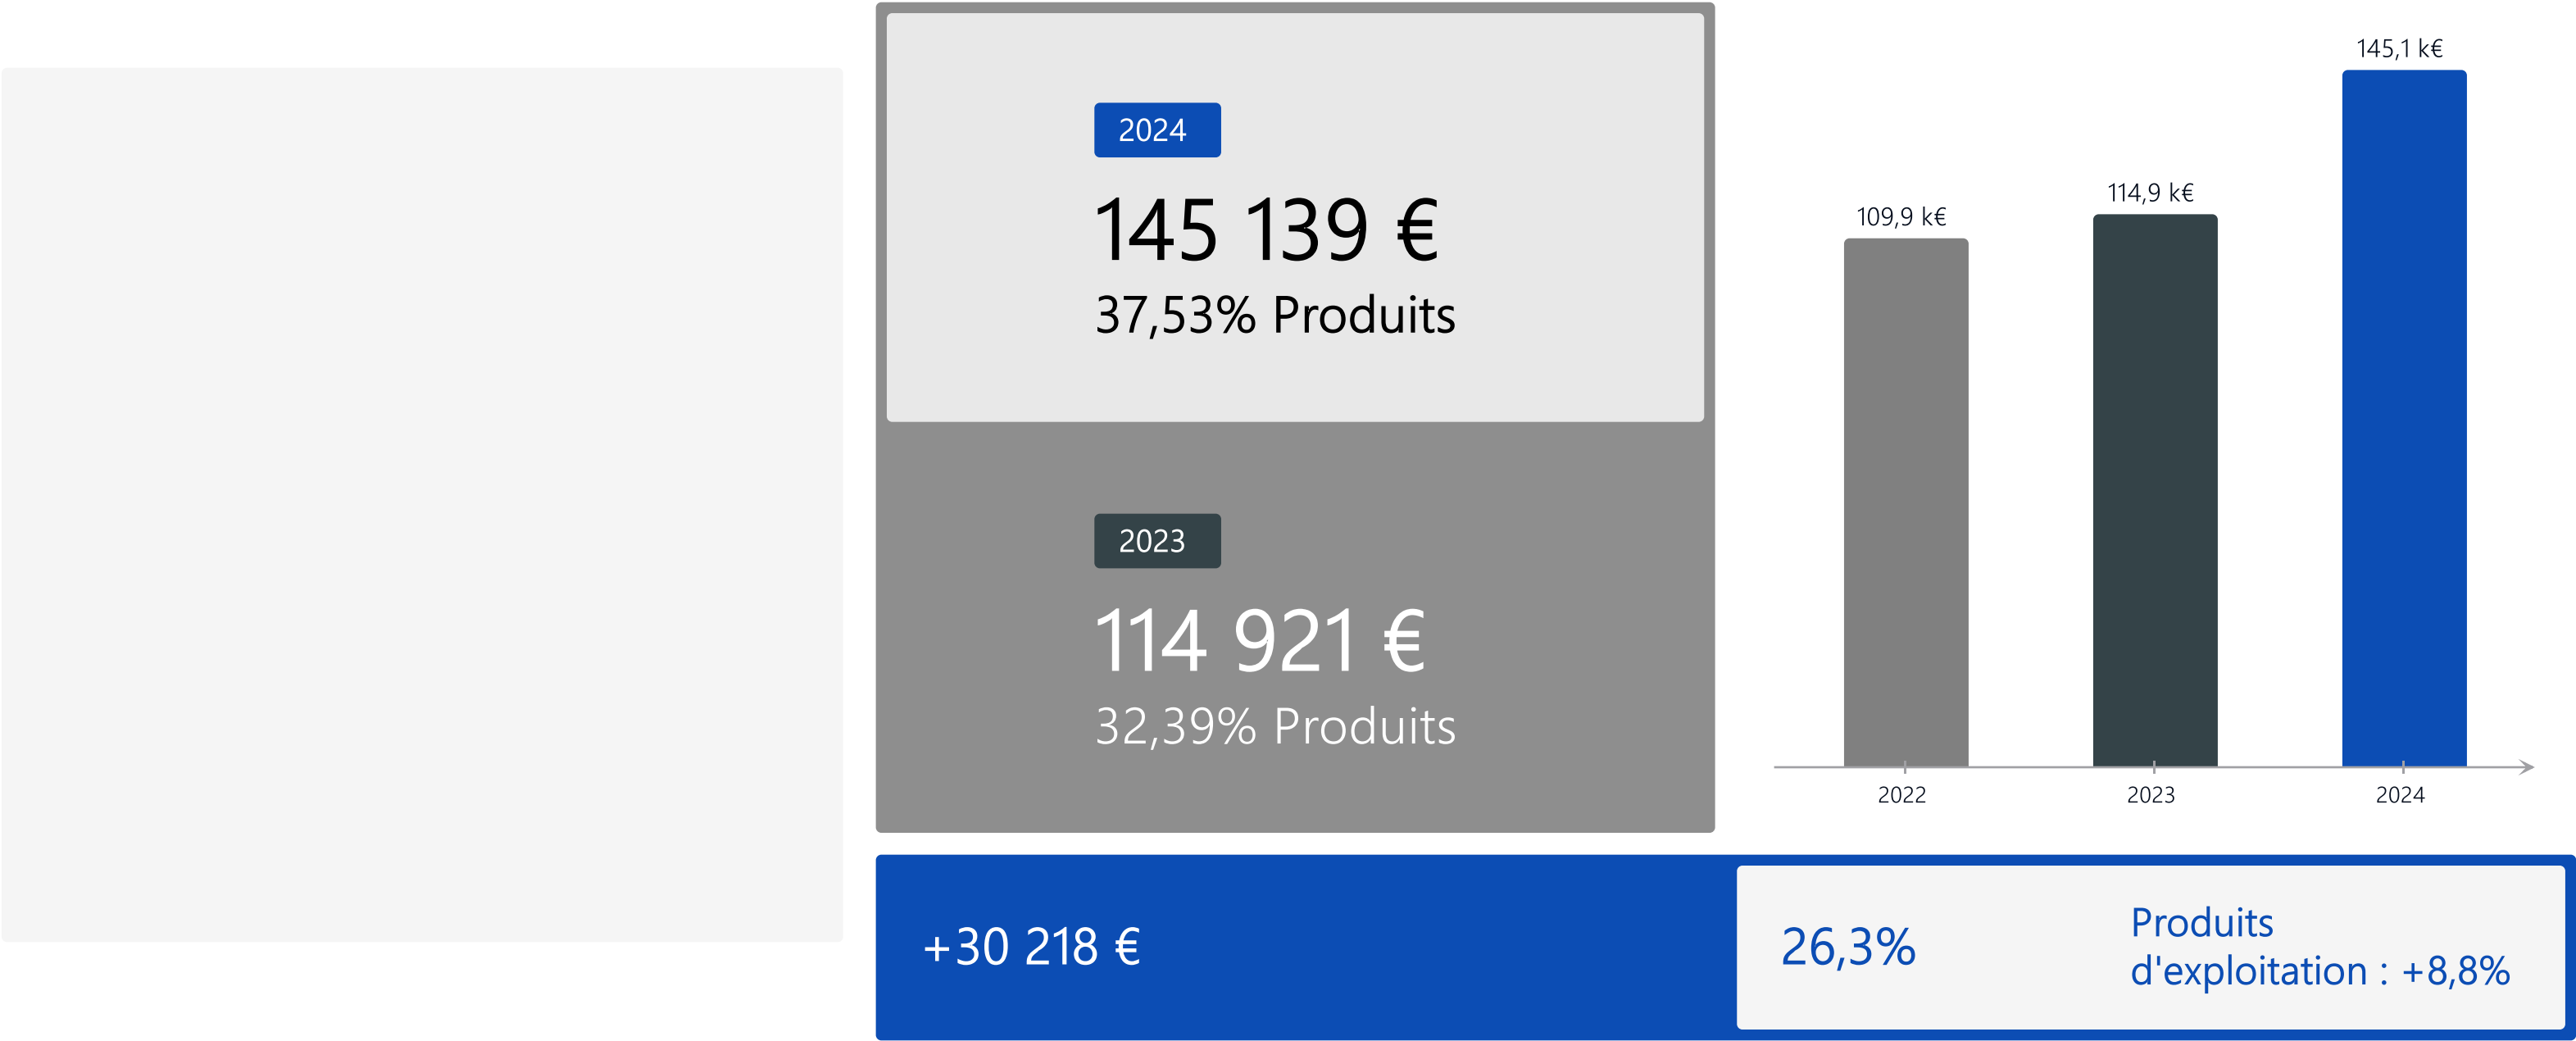 2024
145 139 €
37,53% Produits
2023
114 921 €
32,39% Produits
109,9 k€
114,9 k€
145,1 k€
2022
2023
2024
+30 218 €
26,3%
Produits
d'exploitation : +8,8%